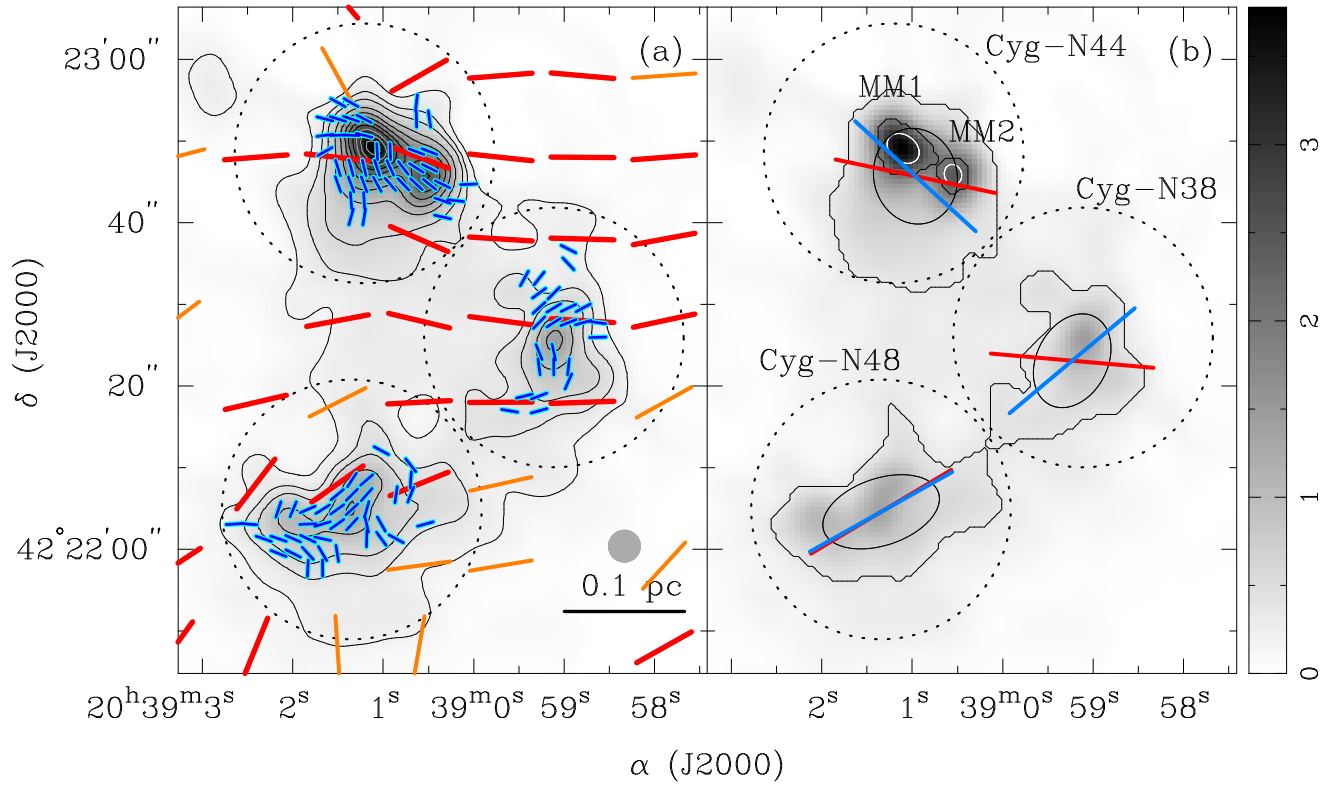 (a)
(b)
Cyg-N44
MM1
MM2
Cyg-N38
Cyg-N48
0.1 pc
23'00"
40"
20"
42°22'00"
δ (J2000)
20ʰ39ᵐ3ˢ 2ˢ 1ˢ 39ᵐ0ˢ 59ˢ 58ˢ
2ˢ 1ˢ 39ᵐ0ˢ 59ˢ 58ˢ
α (J2000)
3
2
1
0